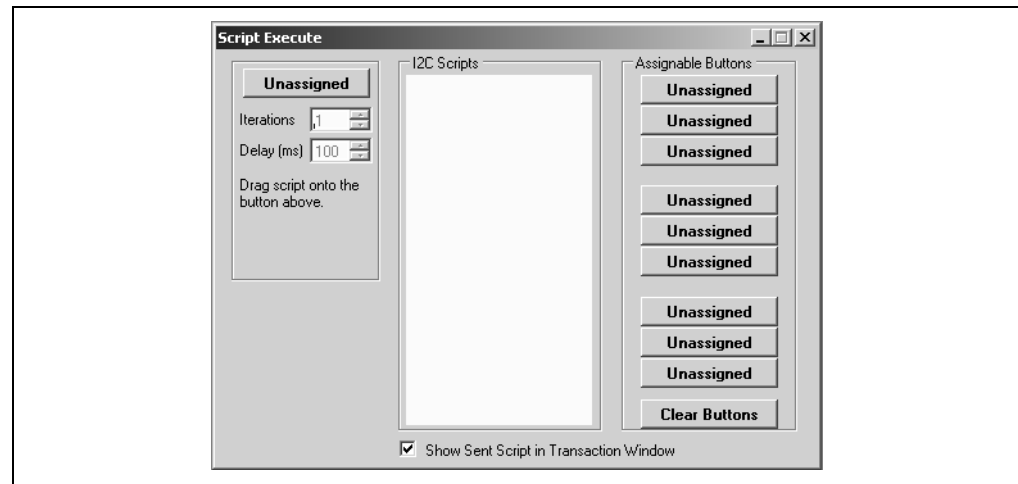 Script Execute
Unassigned
Iterations 1
Delay (ms) 100
Drag script onto the
button above.
I2C Scripts
Assignable Buttons
Unassigned
Unassigned
Unassigned
Unassigned
Unassigned
Unassigned
Unassigned
Unassigned
Unassigned
Clear Buttons
Show Sent Script in Transaction Window